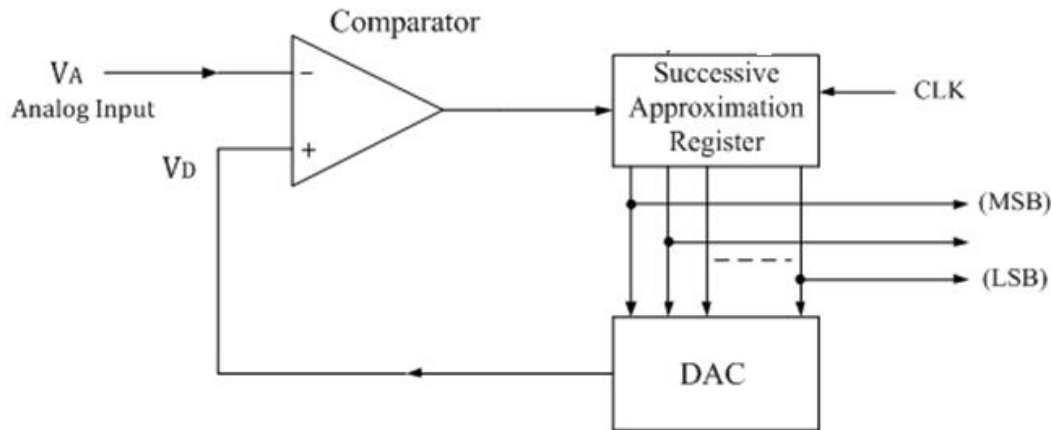 Comparator
VA
Analog Input
−
+
VD
Successive
Approximation
Register
CLK
(MSB)
(LSB)
DAC